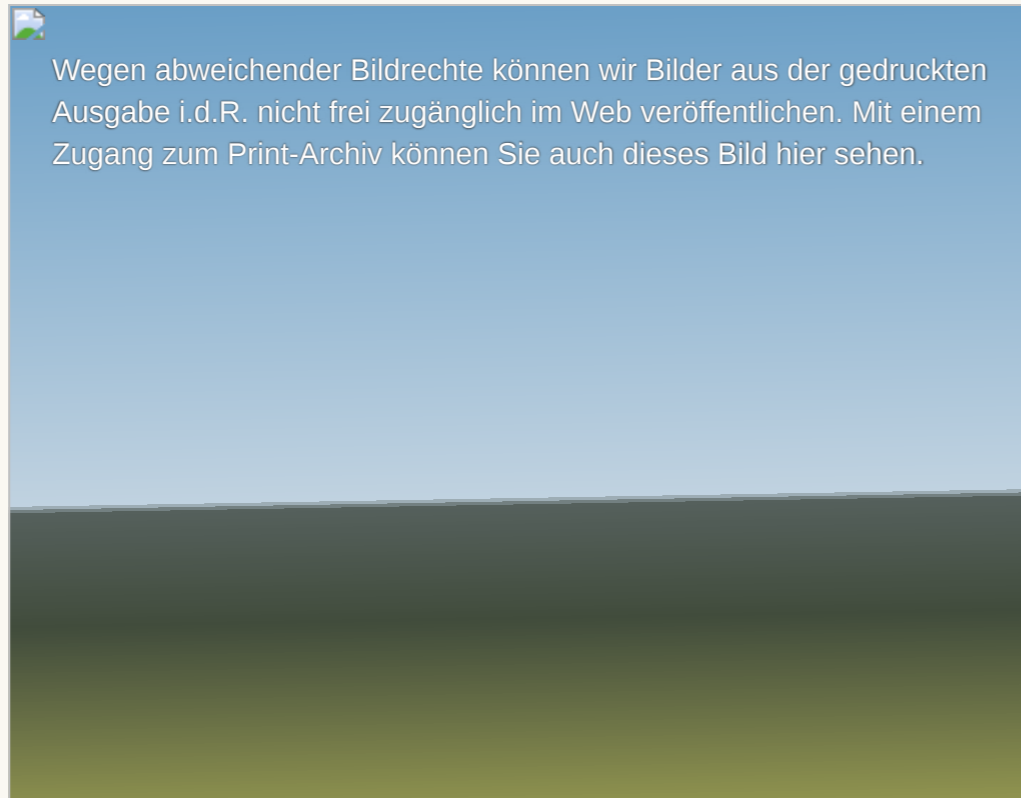 Wegen abweichender Bildrechte können wir Bilder aus der gedruckten
Ausgabe i.d.R. nicht frei zugänglich im Web veröffentlichen. Mit einem
Zugang zum Print-Archiv können Sie auch dieses Bild hier sehen.